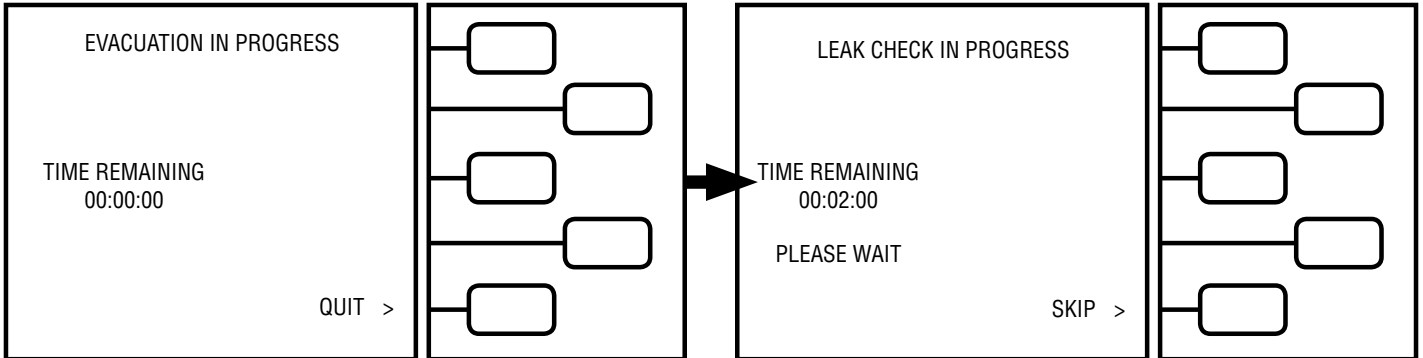 EVACUATION IN PROGRESS
TIME REMAINING
00:00:00
QUIT >
LEAK CHECK IN PROGRESS
TIME REMAINING
00:02:00
PLEASE WAIT
SKIP >